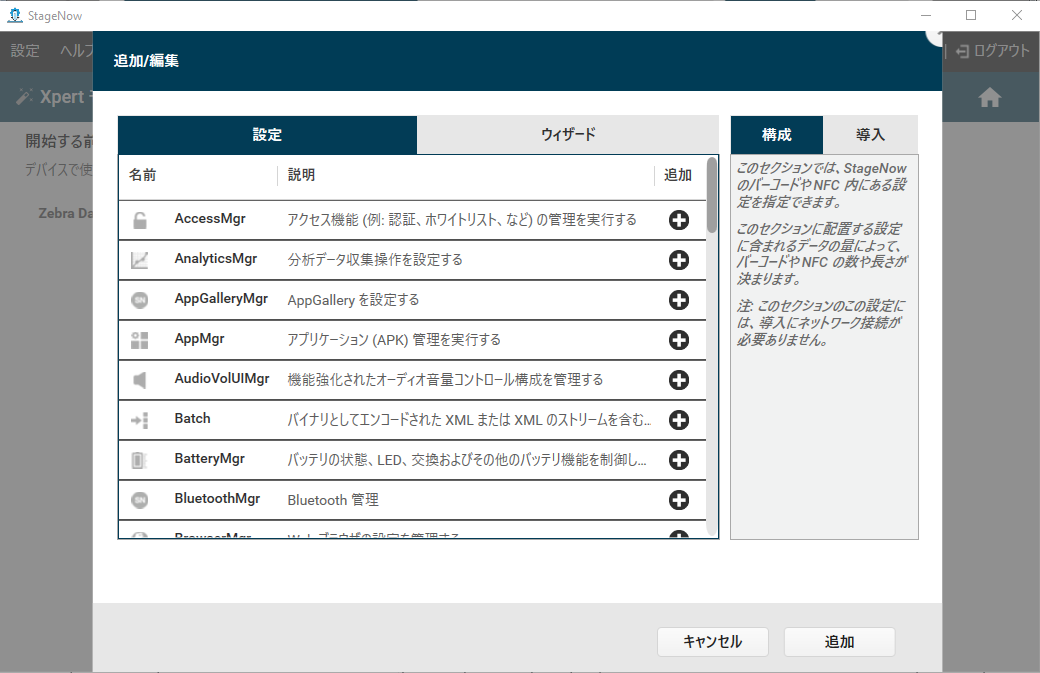 StageNow
設定 ヘルプ
ログアウト
追加/編集
Xpert
開始する前
デバイスで使
Zebra Da
設定 ウィザード
名前 説明 追加
AccessMgr アクセス機能 (例: 認証、ホワイトリスト、など) の管理を実行する
AnalyticsMgr 分析データ収集操作を設定する
AppGalleryMgr AppGallery を設定する
AppMgr アプリケーション (APK) 管理を実行する
AudioVolUIMgr 機能強化されたオーディオ音量コントロール構成を管理する
Batch バイナリとしてエンコードされた XML または XML のストリームを含む...
BatteryMgr バッテリの状態、LED、交換およびその他のバッテリ機能を制御し...
BluetoothMgr Bluetooth 管理
BrowserMgr Web ブラウザの設定を管理する
構成 導入
このセクションでは、StageNow
のバーコードや NFC 内にある設
定を指定できます。
このセクションに配置する設定
に含まれるデータの量によって、
バーコードや NFC の数や長さが
決まります。
注: このセクションのこの設定に
は、導入にネットワーク接続が
必要ありません。
キャンセル 追加